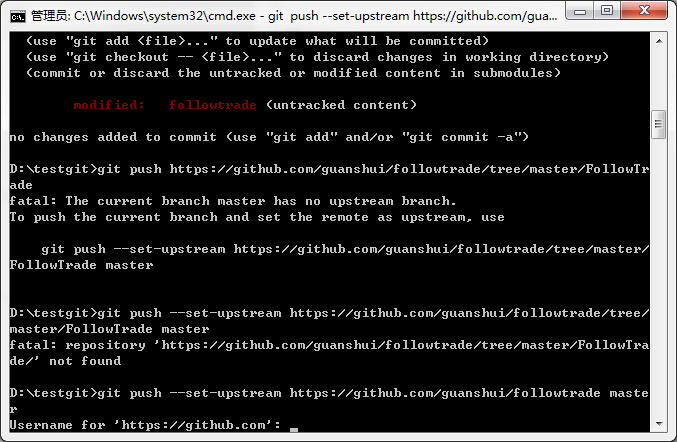 管理员: C:\Windows\system32\cmd.exe - git  push --set-upstream https://github.com/gua...
(use "git add <file>..." to update what will be committed)
(use "git checkout -- <file>..." to discard changes in working directory)
(commit or discard the untracked or modified content in submodules)
modified:   followtrade (untracked content)
no changes added to commit (use "git add" and/or "git commit -a")
D:\testgit>git push https://github.com/guanshui/followtrade/tree/master/FollowTr
ade
fatal: The current branch master has no upstream branch.
To push the current branch and set the remote as upstream, use
git push --set-upstream https://github.com/guanshui/followtrade/tree/master/
FollowTrade master
D:\testgit>git push --set-upstream https://github.com/guanshui/followtrade/tree/
master/FollowTrade master
fatal: repository 'https://github.com/guanshui/followtrade/tree/master/FollowTra
de/' not found
D:\testgit>git push --set-upstream https://github.com/guanshui/followtrade maste
r
Username for 'https://github.com':